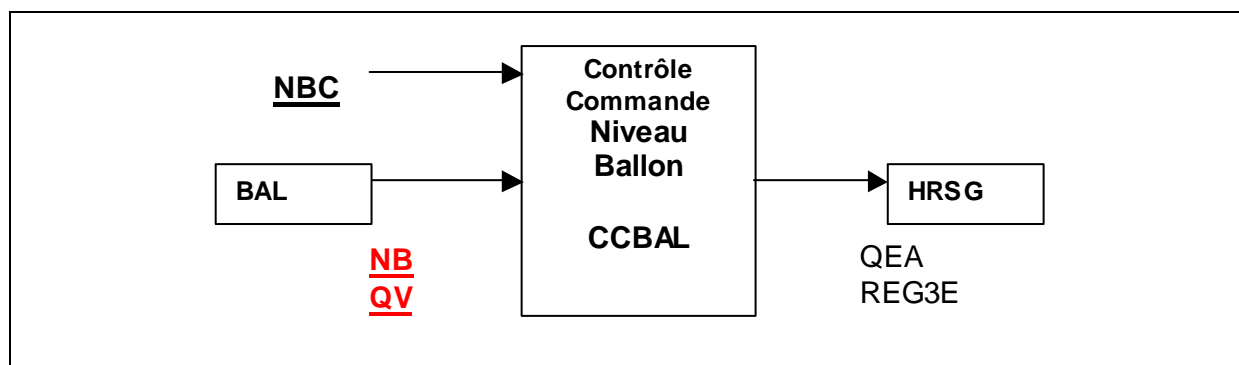 NBC
BAL
NB
QV
Contrôle
Commande
Niveau
Ballon
CCBAL
HRSG
QEA
REG3E